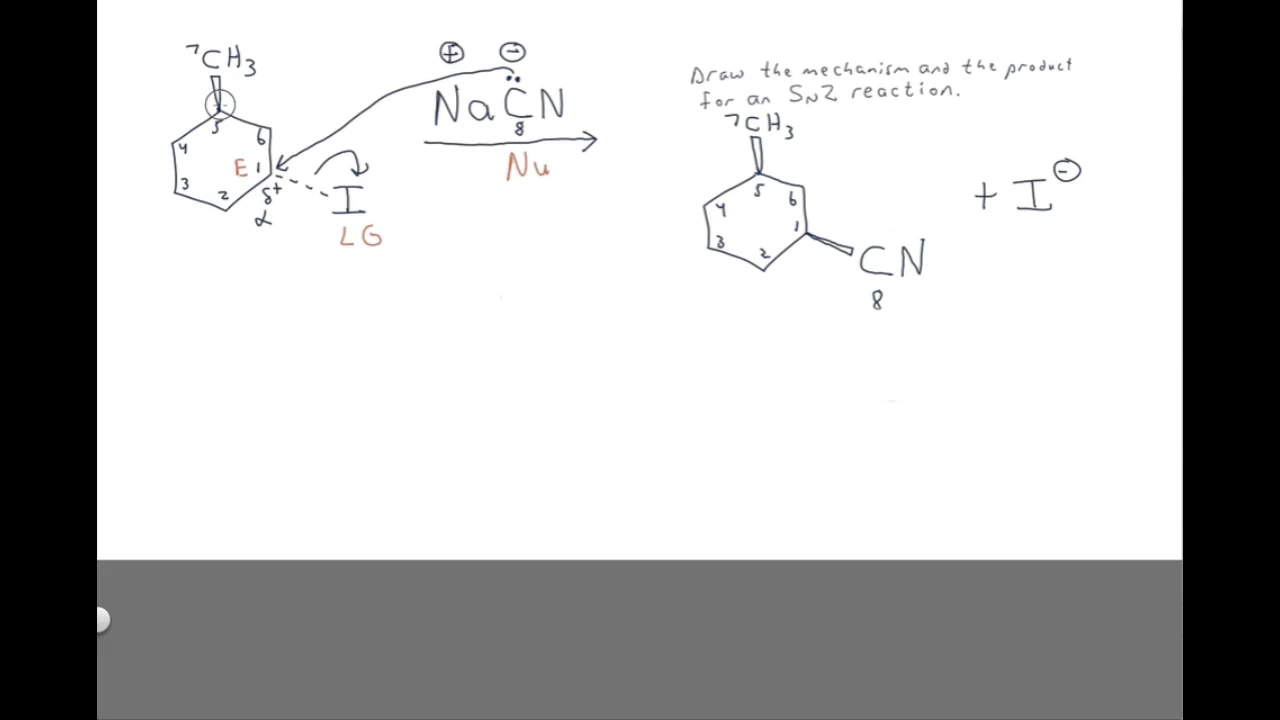 ⁷CH₃
5
4
6
E
1
3
2
δ⁺
α
I
LG
⊕ ⊖
NaCN
8
Nu
Draw the mechanism and the product
for an SN2 reaction.
⁷CH₃
5
4
6
1
3
2
CN
8
+ I⊖